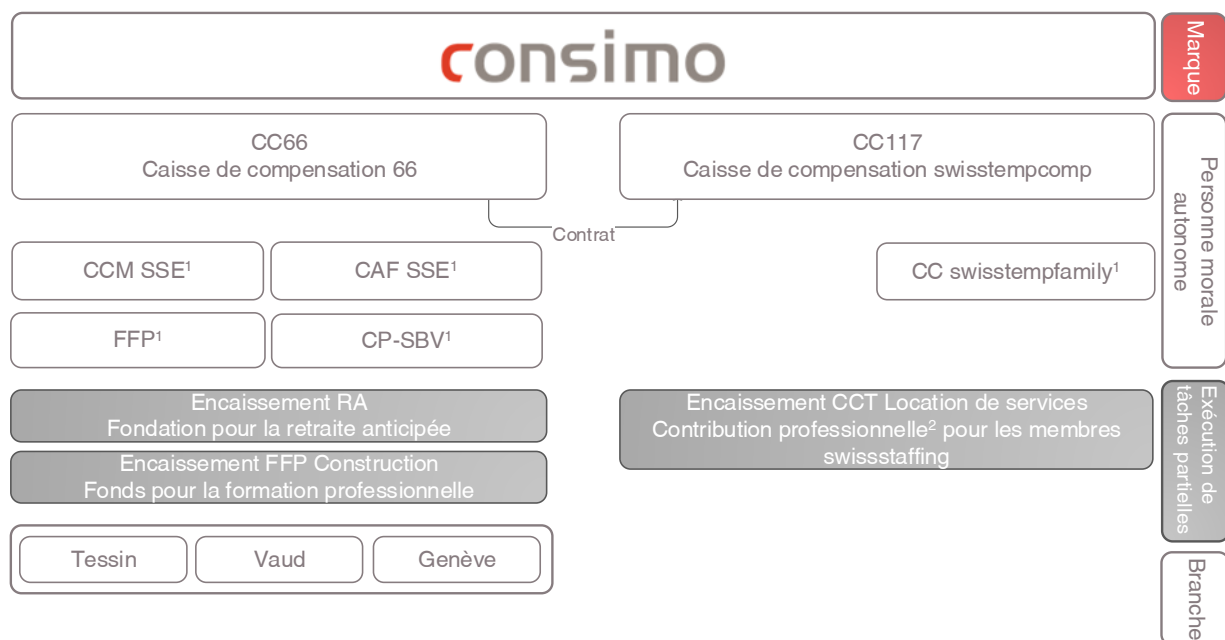 consimo
Marque
CC66
Caisse de compensation 66
CC117
Caisse de compensation swisstempcomp
Contrat
CCM SSE¹
CAF SSE¹
CC swisstempfamily¹
FFP¹
CP-SBV¹
Personne morale
autonome
Encaissement RA
Fondation pour la retraite anticipée
Encaissement FFP Construction
Fonds pour la formation professionnelle
Encaissement CCT Location de services
Contribution professionnelle² pour les membres
swissstaffing
Exécution de
tâches partielles
Tessin
Vaud
Genève
Branche